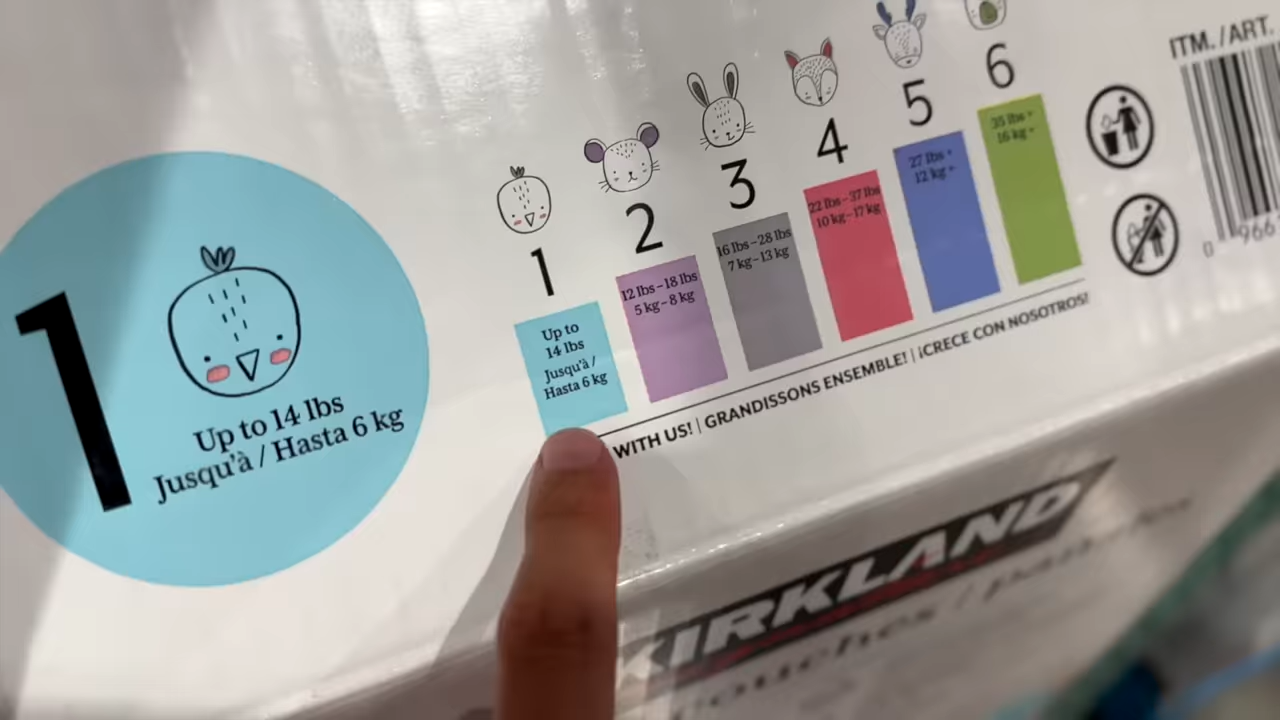 1
Up to 14 lbs
Jusqu'à / Hasta 6 kg
1
Up to
14 lbs
Jusqu'à /
Hasta 6 kg
2
12 lbs – 18 lbs
5 kg – 8 kg
3
16 lbs – 28 lbs
7 kg – 13 kg
4
22 lbs – 37 lbs
10 kg – 17 kg
5
27 lbs +
12 kg +
6
35 lbs +
16 kg +
WITH US! | GRANDISSONS ENSEMBLE! | ¡CRECE CON NOSOTROS!
ITM. /ART.
0 966
KIRKLAND